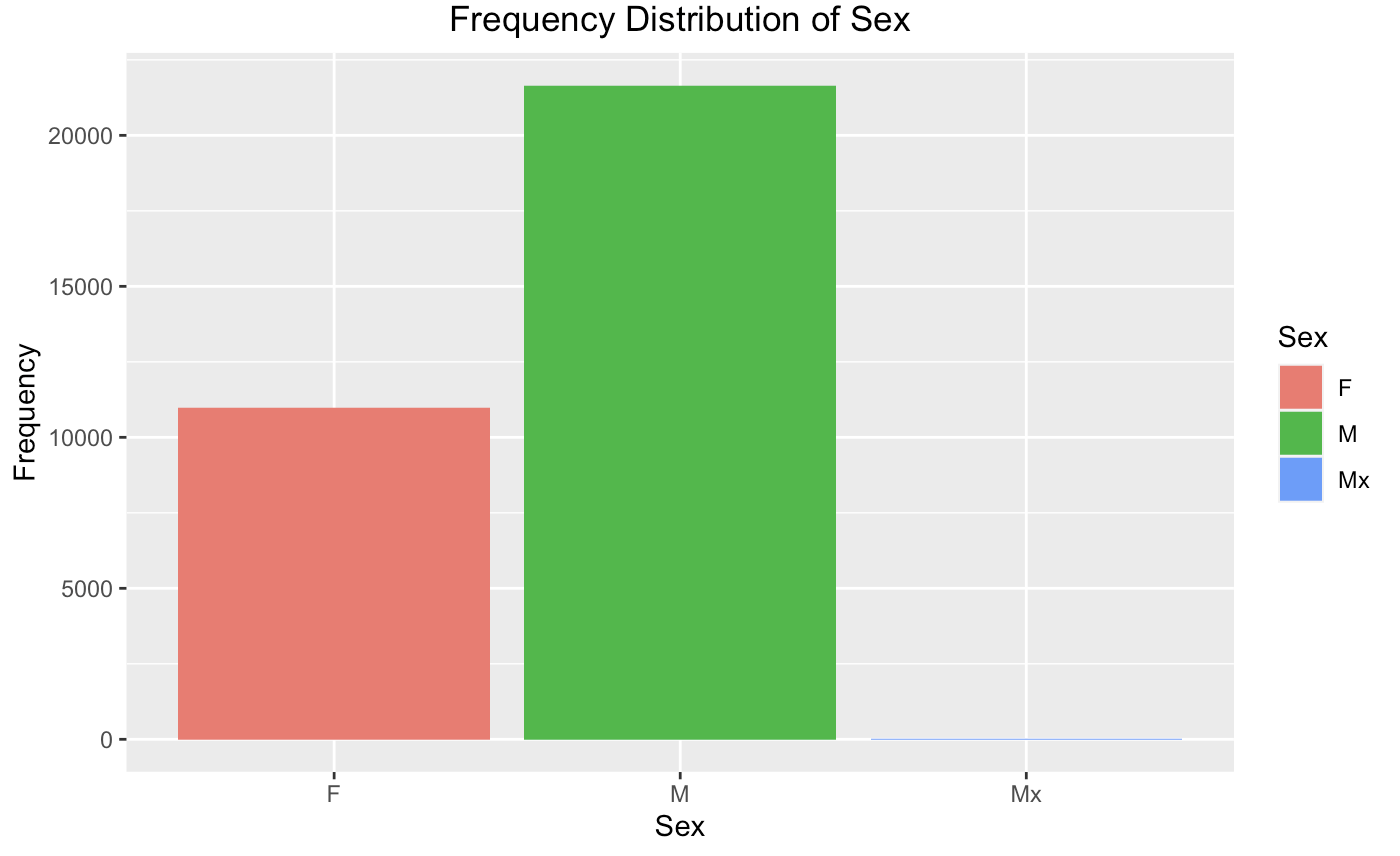 Frequency Distribution of Sex
Frequency
20000
15000
10000
5000
0
F
M
Mx
Sex
Sex
F
M
Mx